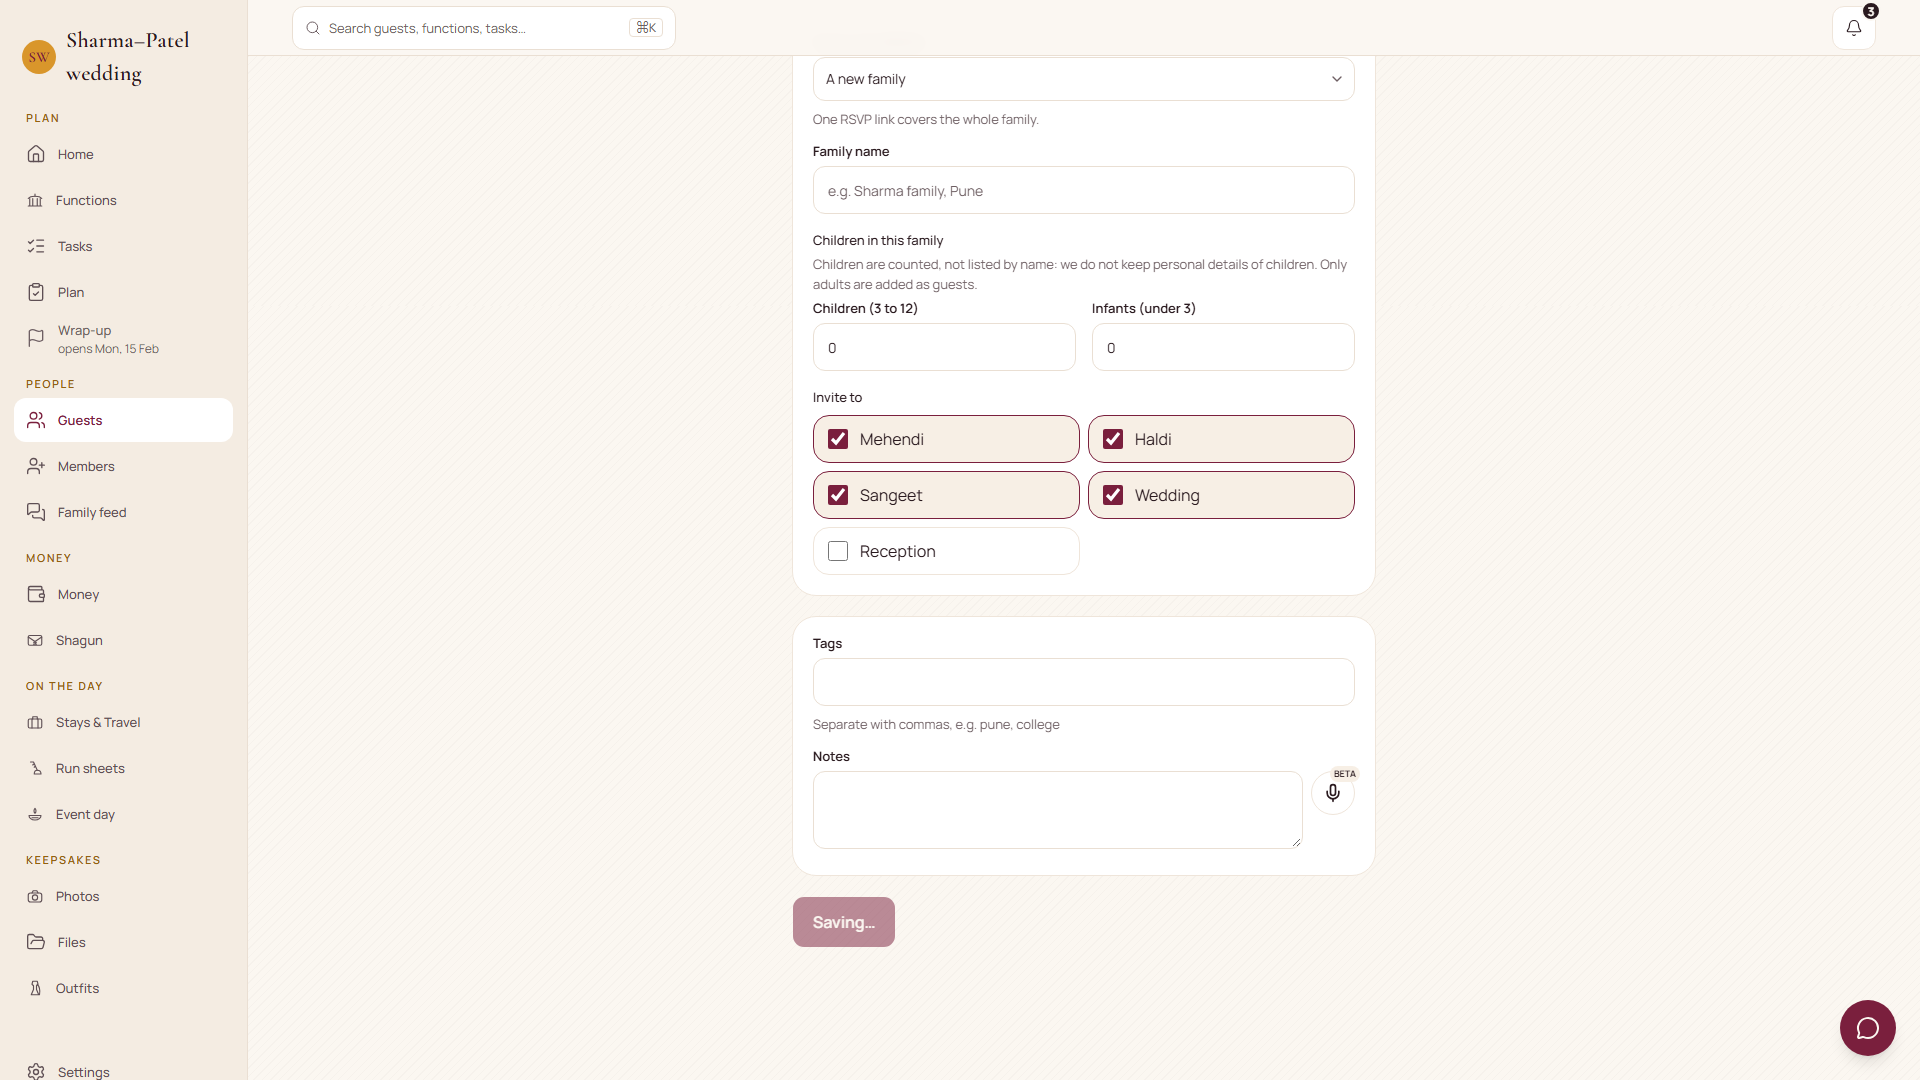 SW
Sharma–Patel
wedding
Search guests, functions, tasks...
⌘K
3
PLAN
Home
Functions
Tasks
Plan
Wrap-up
opens Mon, 15 Feb
PEOPLE
Guests
Members
Family feed
MONEY
Money
Shagun
ON THE DAY
Stays & Travel
Run sheets
Event day
KEEPSAKES
Photos
Files
Outfits
Settings
A new family
One RSVP link covers the whole family.
Family name
e.g. Sharma family, Pune
Children in this family
Children are counted, not listed by name: we do not keep personal details of children. Only
adults are added as guests.
Children (3 to 12)
Infants (under 3)
0
0
Invite to
Mehendi
Haldi
Sangeet
Wedding
Reception
Tags
Separate with commas, e.g. pune, college
Notes
BETA
Saving...